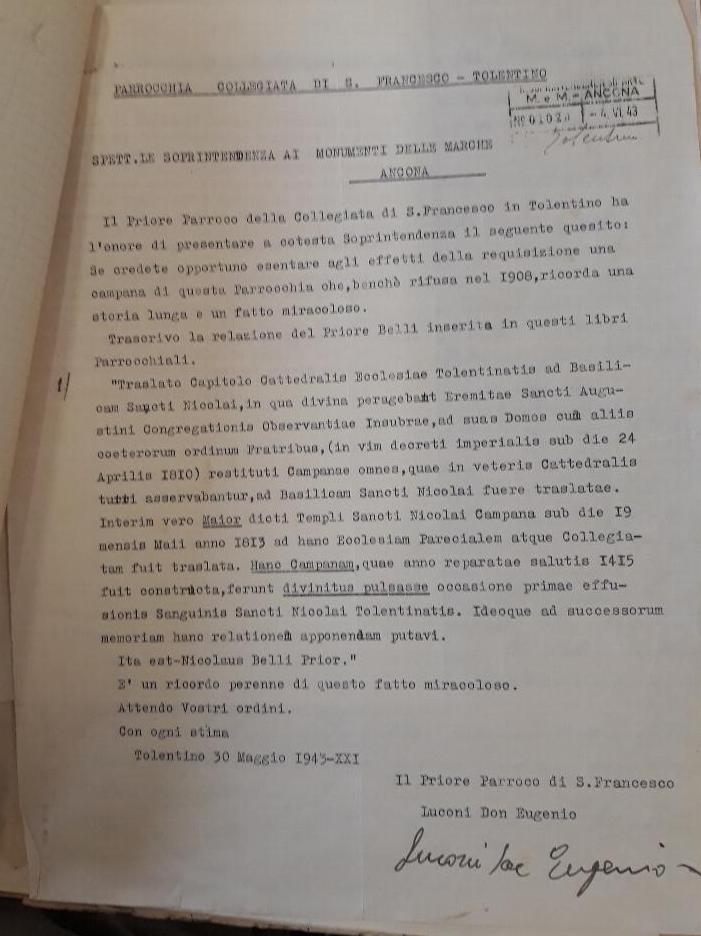 PARROCCHIA COLLEGIATA DI S. FRANCESCO - TOLENTINO
M. e M. - ANCONA
- 4. VI. 43
Tolentino
SPETT.LE SOPRINTENDENZA AI MONUMENTI DELLE MARCHE
ANCONA
Il Priore Parroco della Collegiata di S.Francesco in Tolentino ha
l'onore di presentare a cotesta Soprintendenza il seguente quesito:
Se credete opportuno esentare agli effetti della requisizione una
campana di questa Parrocchia che,benchè rifusa nel 1908,ricorda una
storia lunga e un fatto miracoloso.
Trascrivo la relazione del Priore Belli inserita in questi libri
Parrocchiali.
1/
"Traslato Capitolo Cattedralis Ecclesiae Tolentinatis ad Basili-
cam Sancti Nicolai,in qua divina peragebant Eremitae Sancti Augu-
stini Congregationis Observantiae Insubrae,ad suas Domos cum aliis
coeterorum ordinum Fratribus,(in vim decreti imperialis sub die 24
Aprilis 1810) restituti Campanae omnes,quae in veteris Cattedralis
turri asservabantur,ad Basilicam Sancti Nicolai fuere traslatae.
Interim vero Maior dicti Templi Sancti Nicolai Campana sub die 19
mensis Maii anno 1813 ad hanc Ecclesiam Parecialem atque Collegia-
tam fuit traslata. Hanc Campanam,quae anno reparatae salutis 1415
fuit constructa,ferunt divinitus pulsasse occasione primae effu-
sionis Sanguinis Sancti Nicolai Tolentinatis. Ideoque ad successorum
memoriam hanc relationem apponendam putavi.
Ita est-Nicolaus Belli Prior."
E' un ricordo perenne di questo fatto miracoloso.
Attendo Vostri ordini.
Con ogni stima
Tolentino 30 Maggio 1943-XXI
Il Priore Parroco di S.Francesco
Luconi Don Eugenio
Luconi Sac Eugenio